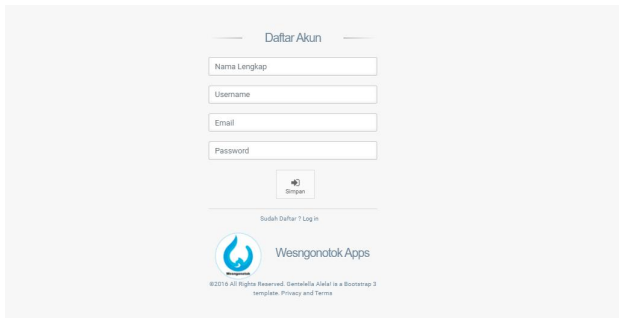 Daftar Akun
Nama Lengkap
Username
Email
Password
Simpan
Sudah Daftar ? Log in
Wesngonotok
Wesngonotok Apps
©2016 All Rights Reserved. Gentelella Alela! is a Bootstrap 3
template. Privacy and Terms